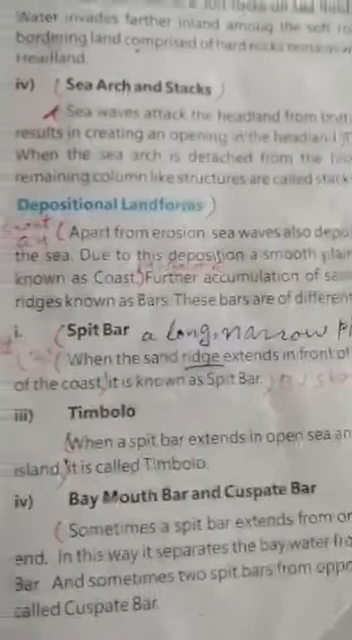 Water invades farther inland among the soft
bordering land comprised of hard rocks remains
Headland.
iv) (Sea Arch and Stacks)
Sea waves attack the headland from
results in creating an opening in the headland
When the sea arch is detached from the
remaining column like structures are called stack
Depositional Landforms)
(Apart from erosion sea waves also depo
the sea. Due to this deposition a smooth plain
known as Coast.) Further accumulation of
ridges known as Bars. These bars are of different
i. (Spit Bar a long, narrow
(When the sand ridge extends in front of
of the coast, it is known as Spit Bar.)
iii) Timbolo
(When a spit bar extends in open sea an
island, it is called Timbolo.
iv) Bay Mouth Bar and Cuspate Bar
(Sometimes a spit bar extends from
end. In this way it separates the bay water
Bar. And sometimes two spit bars from oppo
called Cuspate Bar.